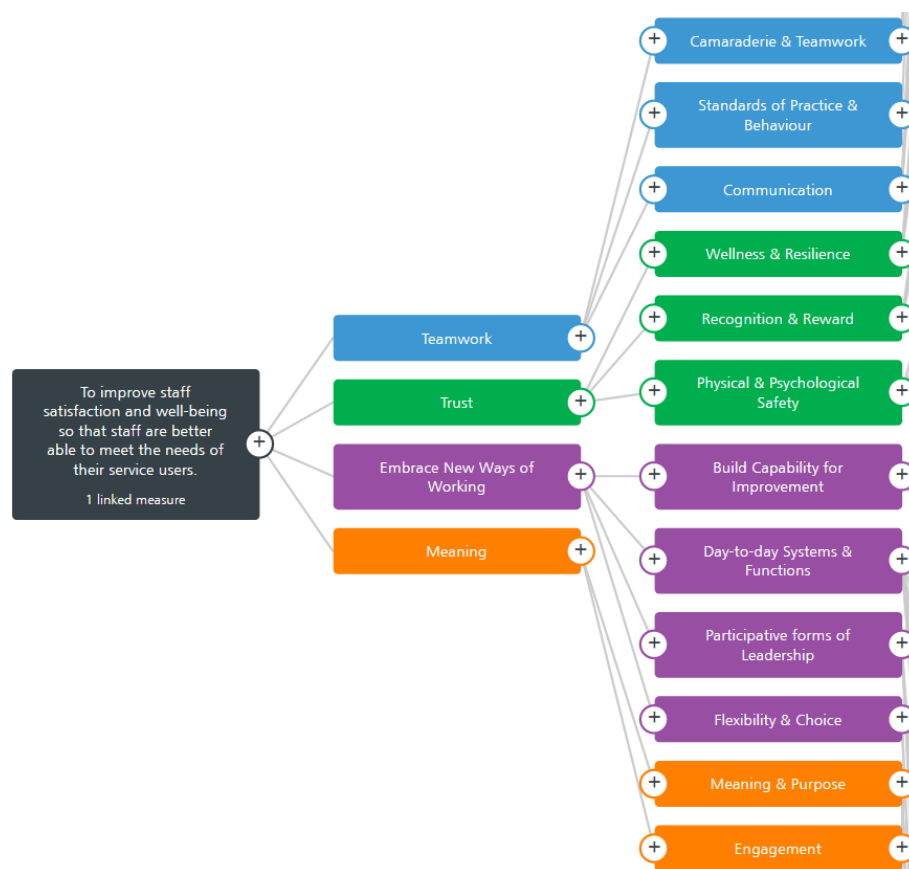 To improve staff
satisfaction and well-being
so that staff are better
able to meet the needs of
their service users.
1 linked measure
Teamwork
Trust
Embrace New Ways of
Working
Meaning
Camaraderie & Teamwork
Standards of Practice &
Behaviour
Communication
Wellness & Resilience
Recognition & Reward
Physical & Psychological
Safety
Build Capability for
Improvement
Day-to-day Systems &
Functions
Participative forms of
Leadership
Flexibility & Choice
Meaning & Purpose
Engagement